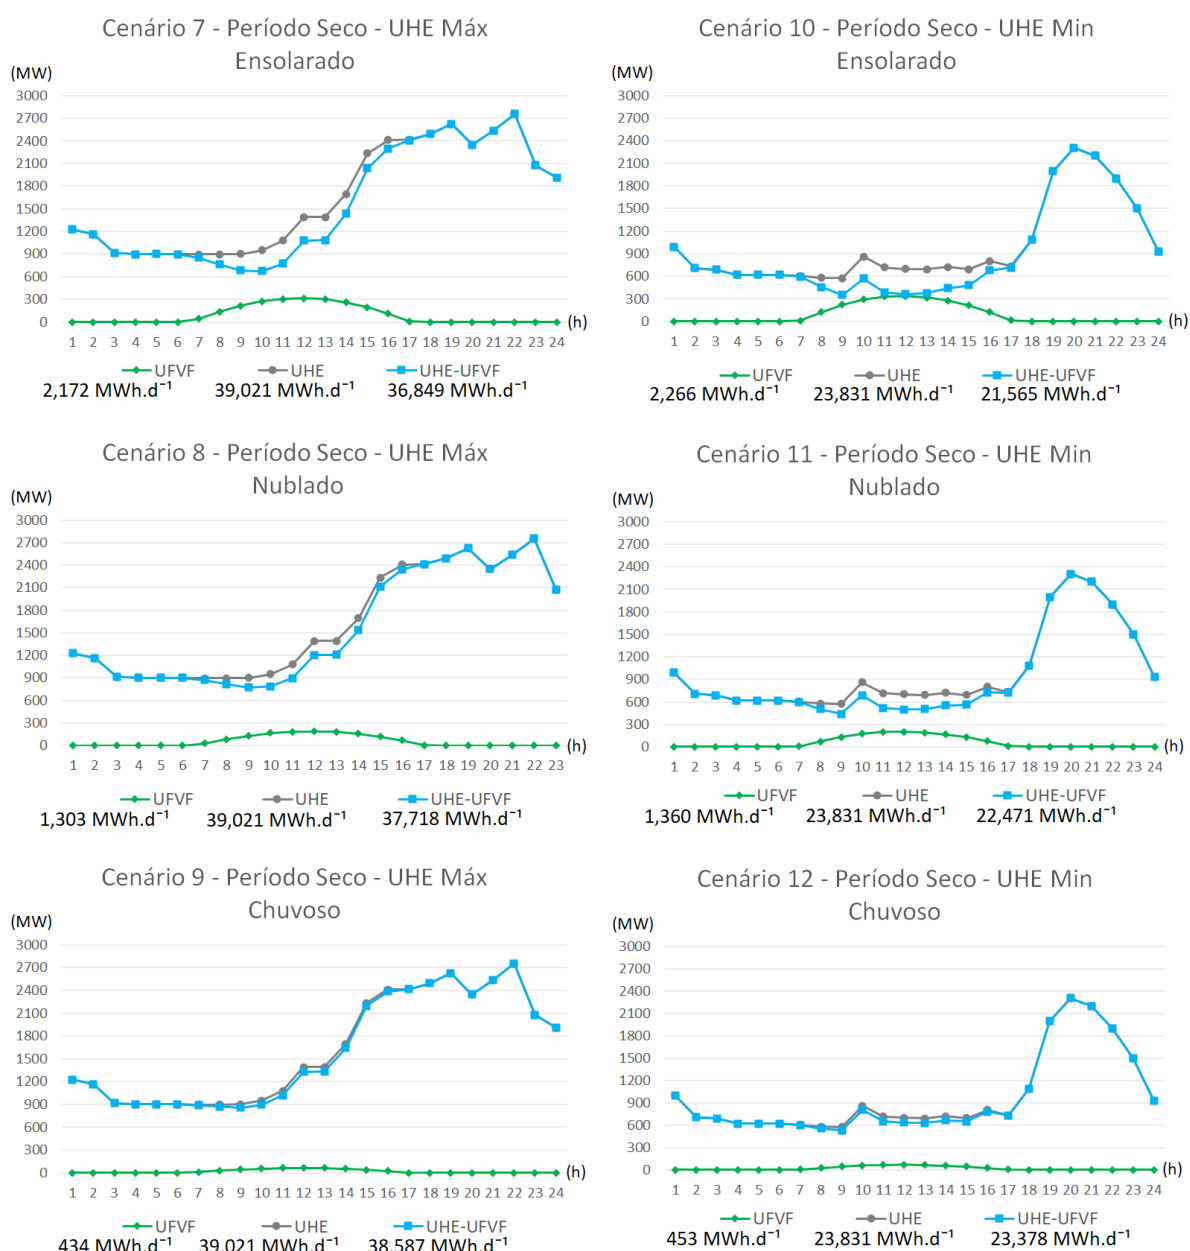 Cenário 7 - Período Seco - UHE Máx
Ensolarado
(MW)
3000
2700
2400
2100
1800
1500
1200
900
600
300
0
(h)
1 2 3 4 5 6 7 8 9 10 11 12 13 14 15 16 17 18 19 20 21 22 23 24
UFVF UHE UHE-UFVF
2,172 MWh.d⁻¹ 39,021 MWh.d⁻¹ 36,849 MWh.d⁻¹
Cenário 10 - Período Seco - UHE Min
Ensolarado
(MW)
3000
2700
2400
2100
1800
1500
1200
900
600
300
0
(h)
1 2 3 4 5 6 7 8 9 10 11 12 13 14 15 16 17 18 19 20 21 22 23 24
UFVF UHE UHE-UFVF
2,266 MWh.d⁻¹ 23,831 MWh.d⁻¹ 21,565 MWh.d⁻¹
Cenário 8 - Período Seco - UHE Máx
Nublado
(MW)
3000
2700
2400
2100
1800
1500
1200
900
600
300
0
(h)
1 2 3 4 5 6 7 8 9 10 11 12 13 14 15 16 17 18 19 20 21 22 23
UFVF UHE UHE-UFVF
1,303 MWh.d⁻¹ 39,021 MWh.d⁻¹ 37,718 MWh.d⁻¹
Cenário 11 - Período Seco - UHE Min
Nublado
(MW)
3000
2700
2400
2100
1800
1500
1200
900
600
300
0
(h)
1 2 3 4 5 6 7 8 9 10 11 12 13 14 15 16 17 18 19 20 21 22 23 24
UFVF UHE UHE-UFVF
1,360 MWh.d⁻¹ 23,831 MWh.d⁻¹ 22,471 MWh.d⁻¹
Cenário 9 - Período Seco - UHE Máx
Chuvoso
(MW)
3000
2700
2400
2100
1800
1500
1200
900
600
300
0
(h)
1 2 3 4 5 6 7 8 9 10 11 12 13 14 15 16 17 18 19 20 21 22 23 24
UFVF UHE UHE-UFVF
434 MWh.d⁻¹ 39,021 MWh.d⁻¹ 38,587 MWh.d⁻¹
Cenário 12 - Período Seco - UHE Min
Chuvoso
(MW)
3000
2700
2400
2100
1800
1500
1200
900
600
300
0
(h)
1 2 3 4 5 6 7 8 9 10 11 12 13 14 15 16 17 18 19 20 21 22 23 24
UFVF UHE UHE-UFVF
453 MWh.d⁻¹ 23,831 MWh.d⁻¹ 23,378 MWh.d⁻¹